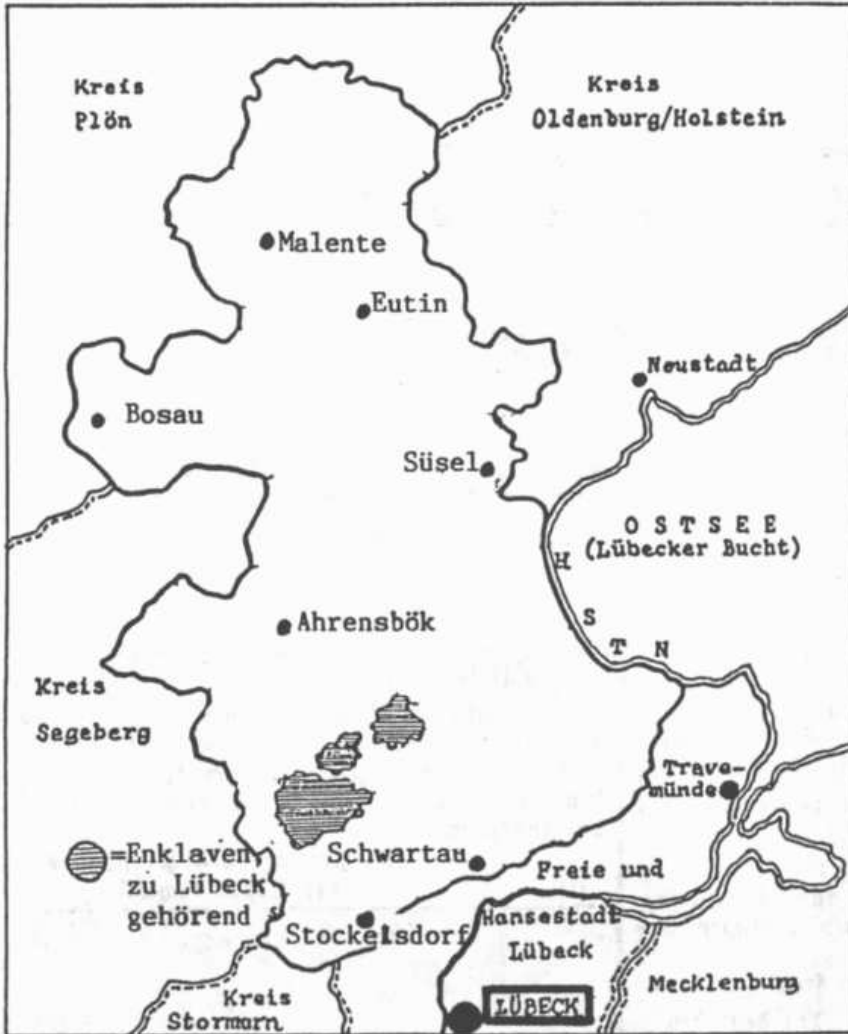 Kreis
Plön
Kreis
Oldenburg/Holstein
Malente
Eutin
Neustadt
Bosau
Süsel
OSTSEE
(Lübecker Bucht)
H
S
T
N
Ahrensbök
Kreis
Segeberg
Trave-
münde
=Enklaven,
zu Lübeck
gehörend
Schwartau
Freie und
Stockelsdorf
Hansestadt
Lübeck
Mecklenburg
Kreis
Stormarn
LÜBECK